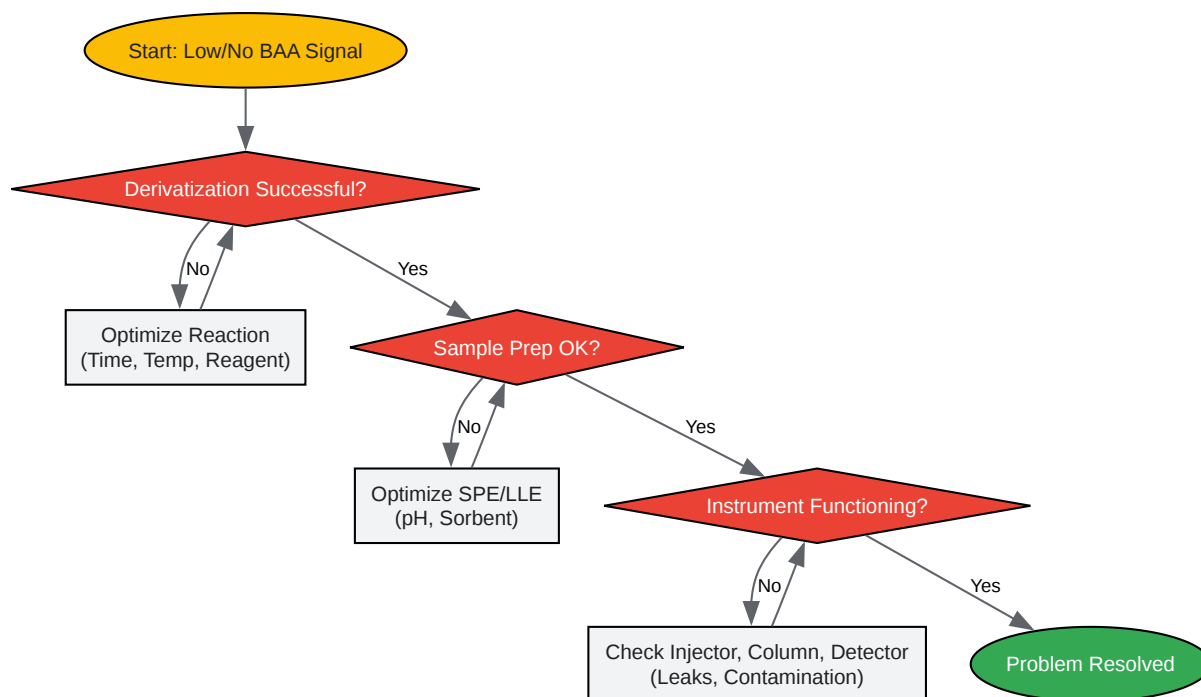 Start: Low/No BAA Signal
Derivatization Successful?
No
Yes
Optimize Reaction
(Time, Temp, Reagent)
Sample Prep OK?
No
Yes
Optimize SPE/LLE
(pH, Sorbent)
Instrument Functioning?
No
Yes
Check Injector, Column, Detector
(Leaks, Contamination)
Problem Resolved